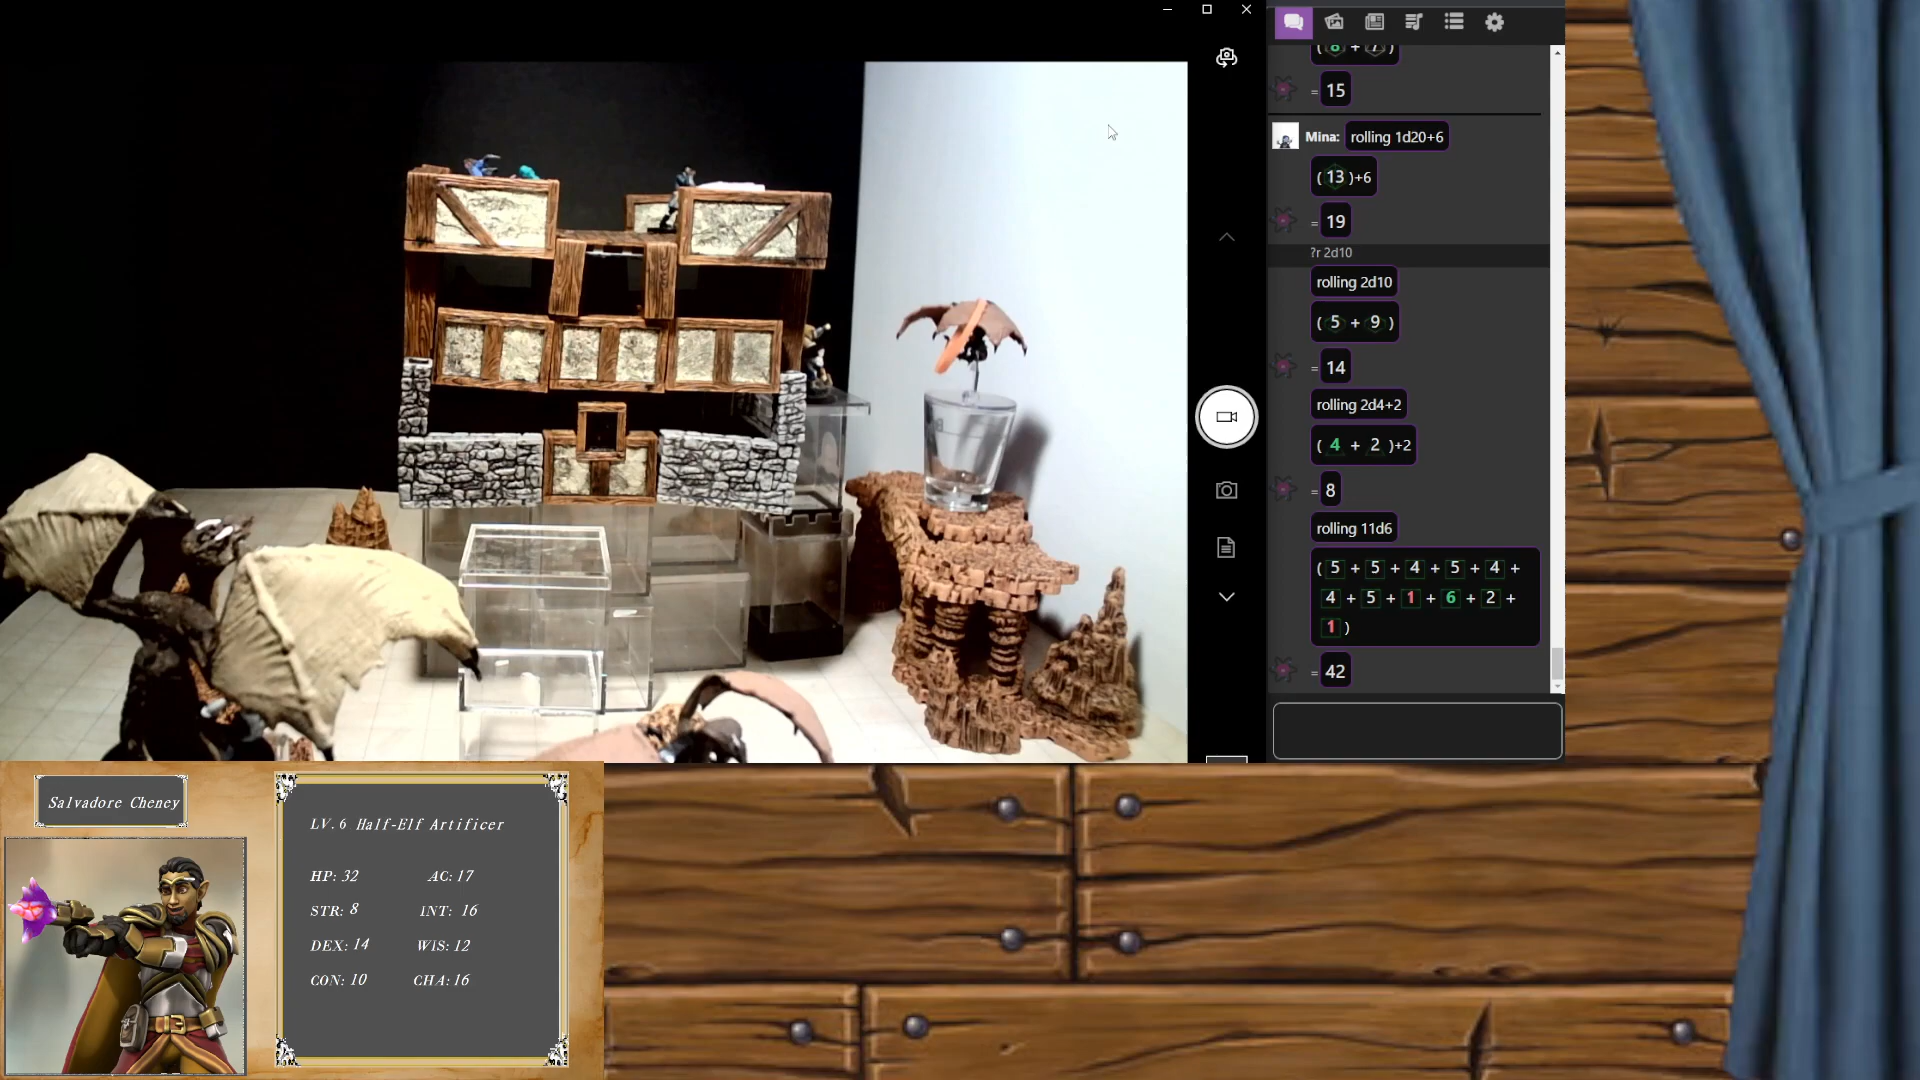 (8 + 7)
= 15
Mina: rolling 1d20+6
(13)+6
= 19
?r 2d10
rolling 2d10
(5 + 9)
= 14
rolling 2d4+2
(4 + 2)+2
= 8
rolling 11d6
(5 + 5 + 4 + 5 + 4 +
4 + 5 + 1 + 6 + 2 +
1)
= 42
Salvadore Cheney
LV.6 Half-Elf Artificer
HP: 32 AC: 17
STR: 8 INT: 16
DEX: 14 WIS: 12
CON: 10 CHA: 16